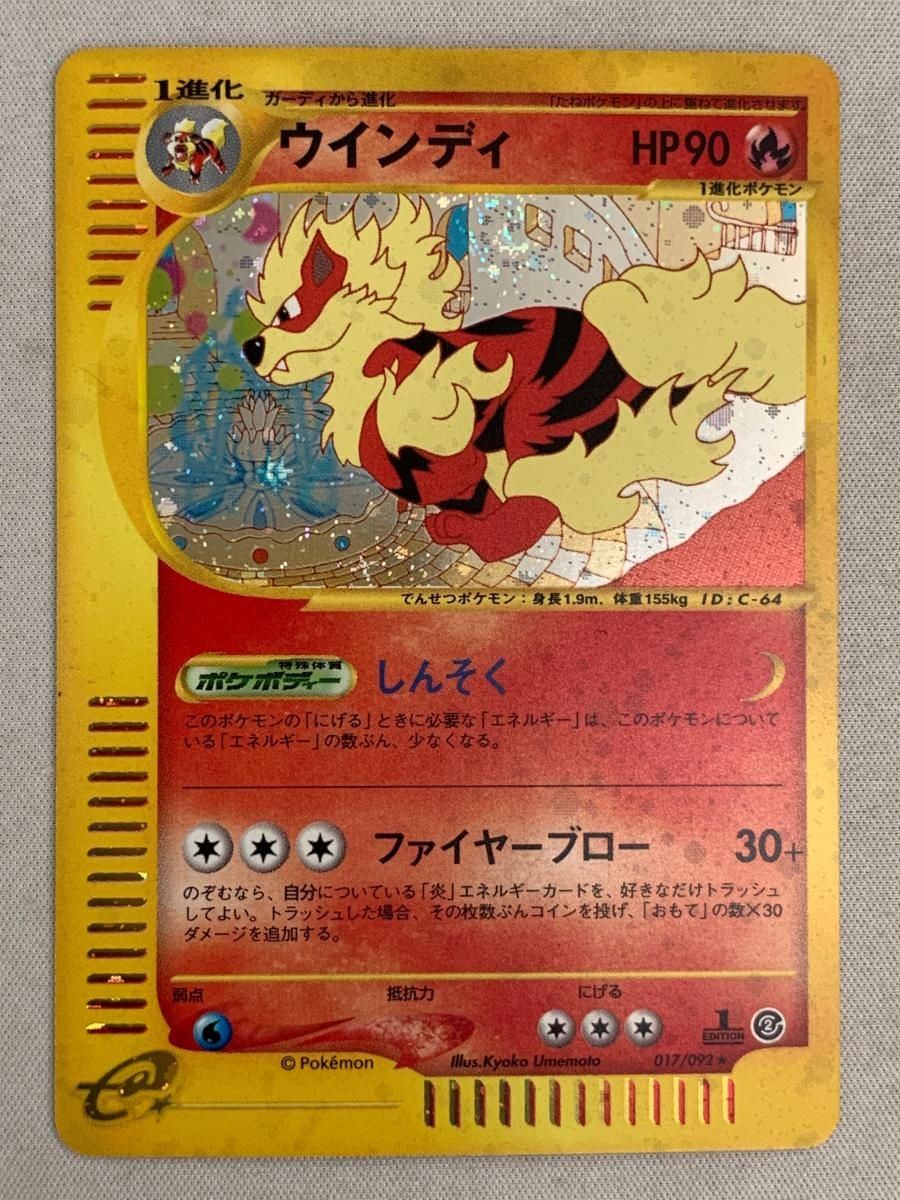 1進化
ガーディから進化
「たねポケモン」の上に重ねて進化させます。
ウインディ HP90
1進化ポケモン
でんせつポケモン：身長1.9m、体重155kg ID:C-64
特殊体質
ポケボディー しんそく
このポケモンの「にげる」ときに必要な「エネルギー」は、このポケモンについて
いる「エネルギー」の数ぶん、少なくなる。
ファイヤーブロー 30+
のぞむなら、自分についている「炎」エネルギーカードを、好きなだけトラッシュ
してよい。トラッシュした場合、その枚数ぶんコインを投げ、「おもて」の数×30
ダメージを追加する。
弱点 抵抗力 にげる
1 EDITION 2
© Pokémon Illus.Kyoko Umemoto 017/092 ★
e